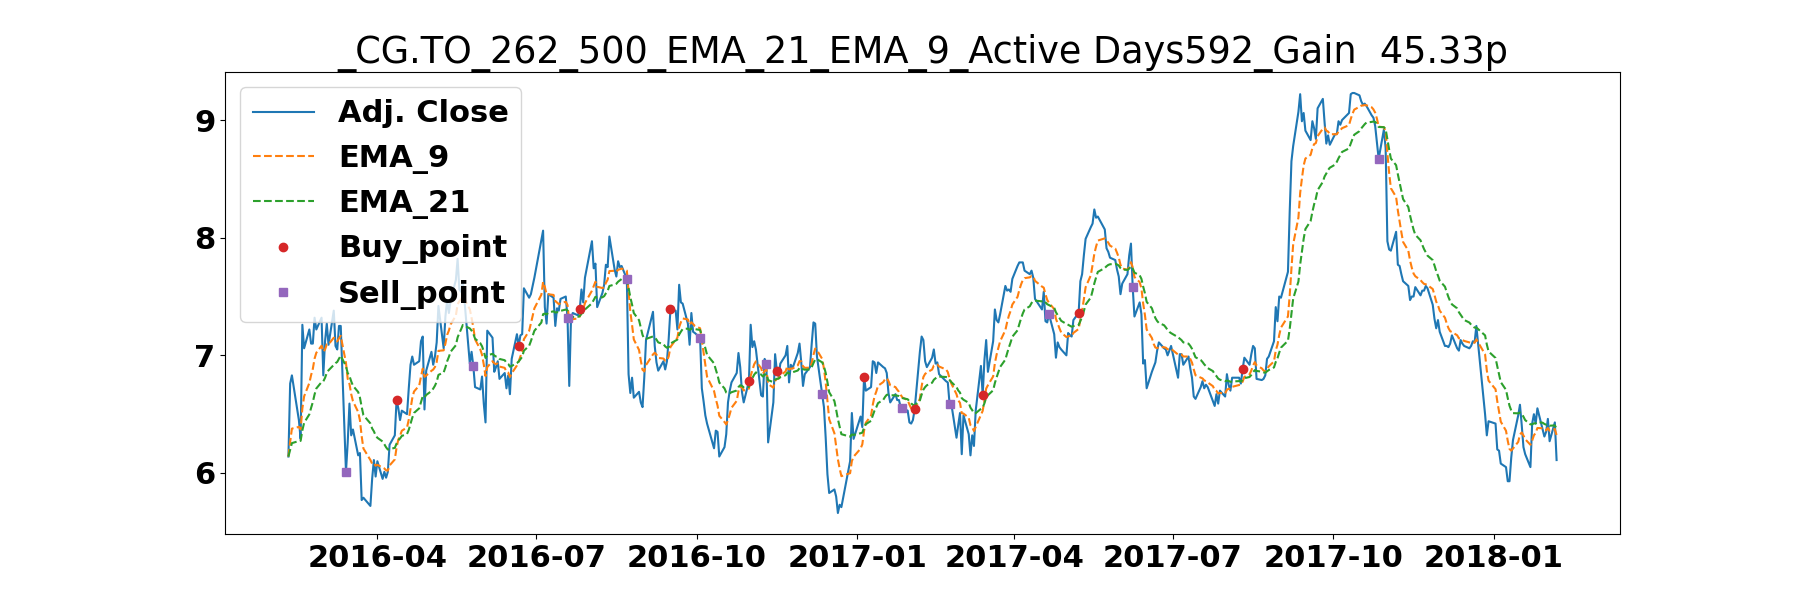 _CG.TO_262_500_EMA_21_EMA_9_Active Days592_Gain  45.33p
Adj. Close
EMA_9
EMA_21
Buy_point
Sell_point
9
8
7
6
2016-04 2016-07 2016-10 2017-01 2017-04 2017-07 2017-10 2018-01